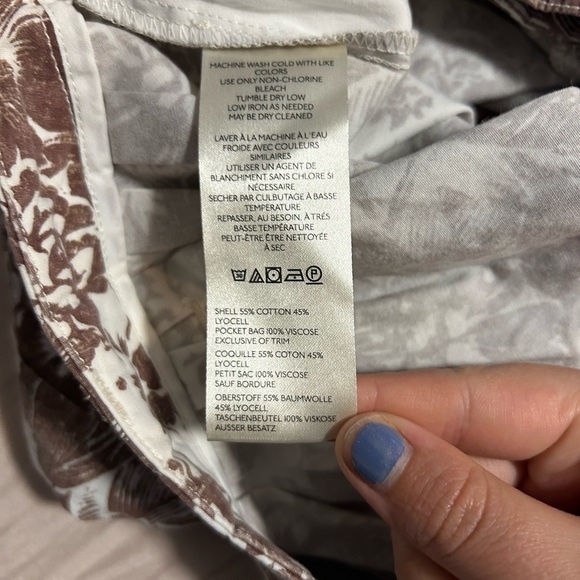 MACHINE WASH COLD WITH LIKE
COLORS
USE ONLY NON-CHLORINE
BLEACH
TUMBLE DRY LOW
LOW IRON AS NEEDED
MAY BE DRY CLEANED
LAVER À LA MACHINE À L'EAU
FROIDE AVEC COULEURS
SIMILAIRES
UTILISER UN AGENT DE
BLANCHIMENT SANS CHLORE SI
NÉCESSAIRE
SECHER PAR CULBUTAGE À BASSE
TEMPERATURE
REPASSER, AU BESOIN, À TRÉS
BASSE TEMPÉRATURE
PEUT-ÊTRE ÊTRE NETTOYÉE
À SEC
SHELL 55% COTTON 45%
LYOCELL
POCKET BAG 100% VISCOSE
EXCLUSIVE OF TRIM
COQUILLE 55% COTON 45%
LYOCELL
PETIT SAC 100% VISCOSE
SAUF BORDURE
OBERSTOFF 55% BAUMWOLLE
45% LYOCELL
TASCHENBEUTEL 100% VISKOSE
AUSSER BESATZ